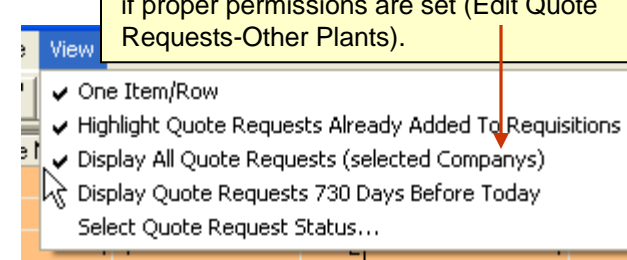 if proper permissions are set (Edit Quote
Requests-Other Plants).
View
One Item/Row
Highlight Quote Requests Already Added To Requisitions
Display All Quote Requests (selected Companys)
Display Quote Requests 730 Days Before Today
Select Quote Request Status...